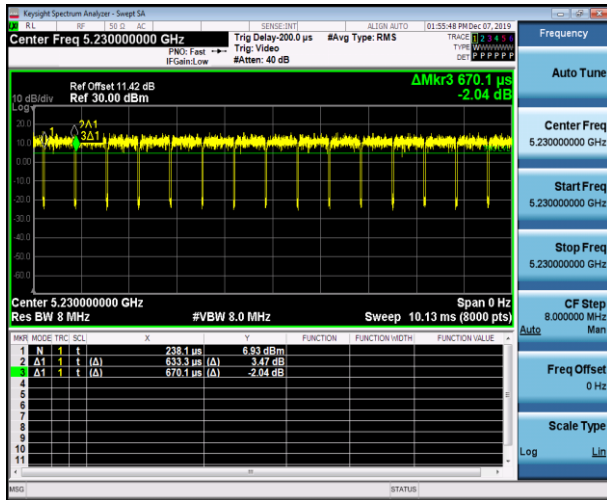 Keysight Spectrum Analyzer - Swept SA
RL RF 50 Ω AC SENSE:INT ALIGN AUTO 01:55:48 PM Dec 07, 2019
Center Freq 5.230000000 GHz
PNO: Fast
IFGain:Low
Trig Delay-200.0 µs
Trig: Video
#Atten: 40 dB
#Avg Type: RMS
TRACE 1 2 3 4 5 6
TYPE WWWWWW
DET P P P P P P
Frequency
Auto Tune
Center Freq
5.230000000 GHz
Start Freq
5.230000000 GHz
Stop Freq
5.230000000 GHz
CF Step
8.000000 MHz
Auto Man
Freq Offset
0 Hz
Scale Type
Log Lin
Ref Offset 11.42 dB
Ref 30.00 dBm
ΔMkr3 670.1 µs
-2.04 dB
10 dB/div
Log
20.0
10.0
0.00
-10.0
-20.0
-30.0
-40.0
-50.0
-60.0
1
2Δ1
3Δ1
Center 5.230000000 GHz
Span 0 Hz
Res BW 8 MHz
#VBW 8.0 MHz
Sweep 10.13 ms (8000 pts)
MKR MODE TRC SCL X Y FUNCTION FUNCTION WIDTH FUNCTION VALUE
1 N 1 t 238.1 µs 6.93 dBm
2 Δ1 1 t (Δ) 633.3 µs (Δ) 3.47 dB
3 Δ1 1 t (Δ) 670.1 µs (Δ) -2.04 dB
4
5
6
7
8
9
10
11
MSG
STATUS